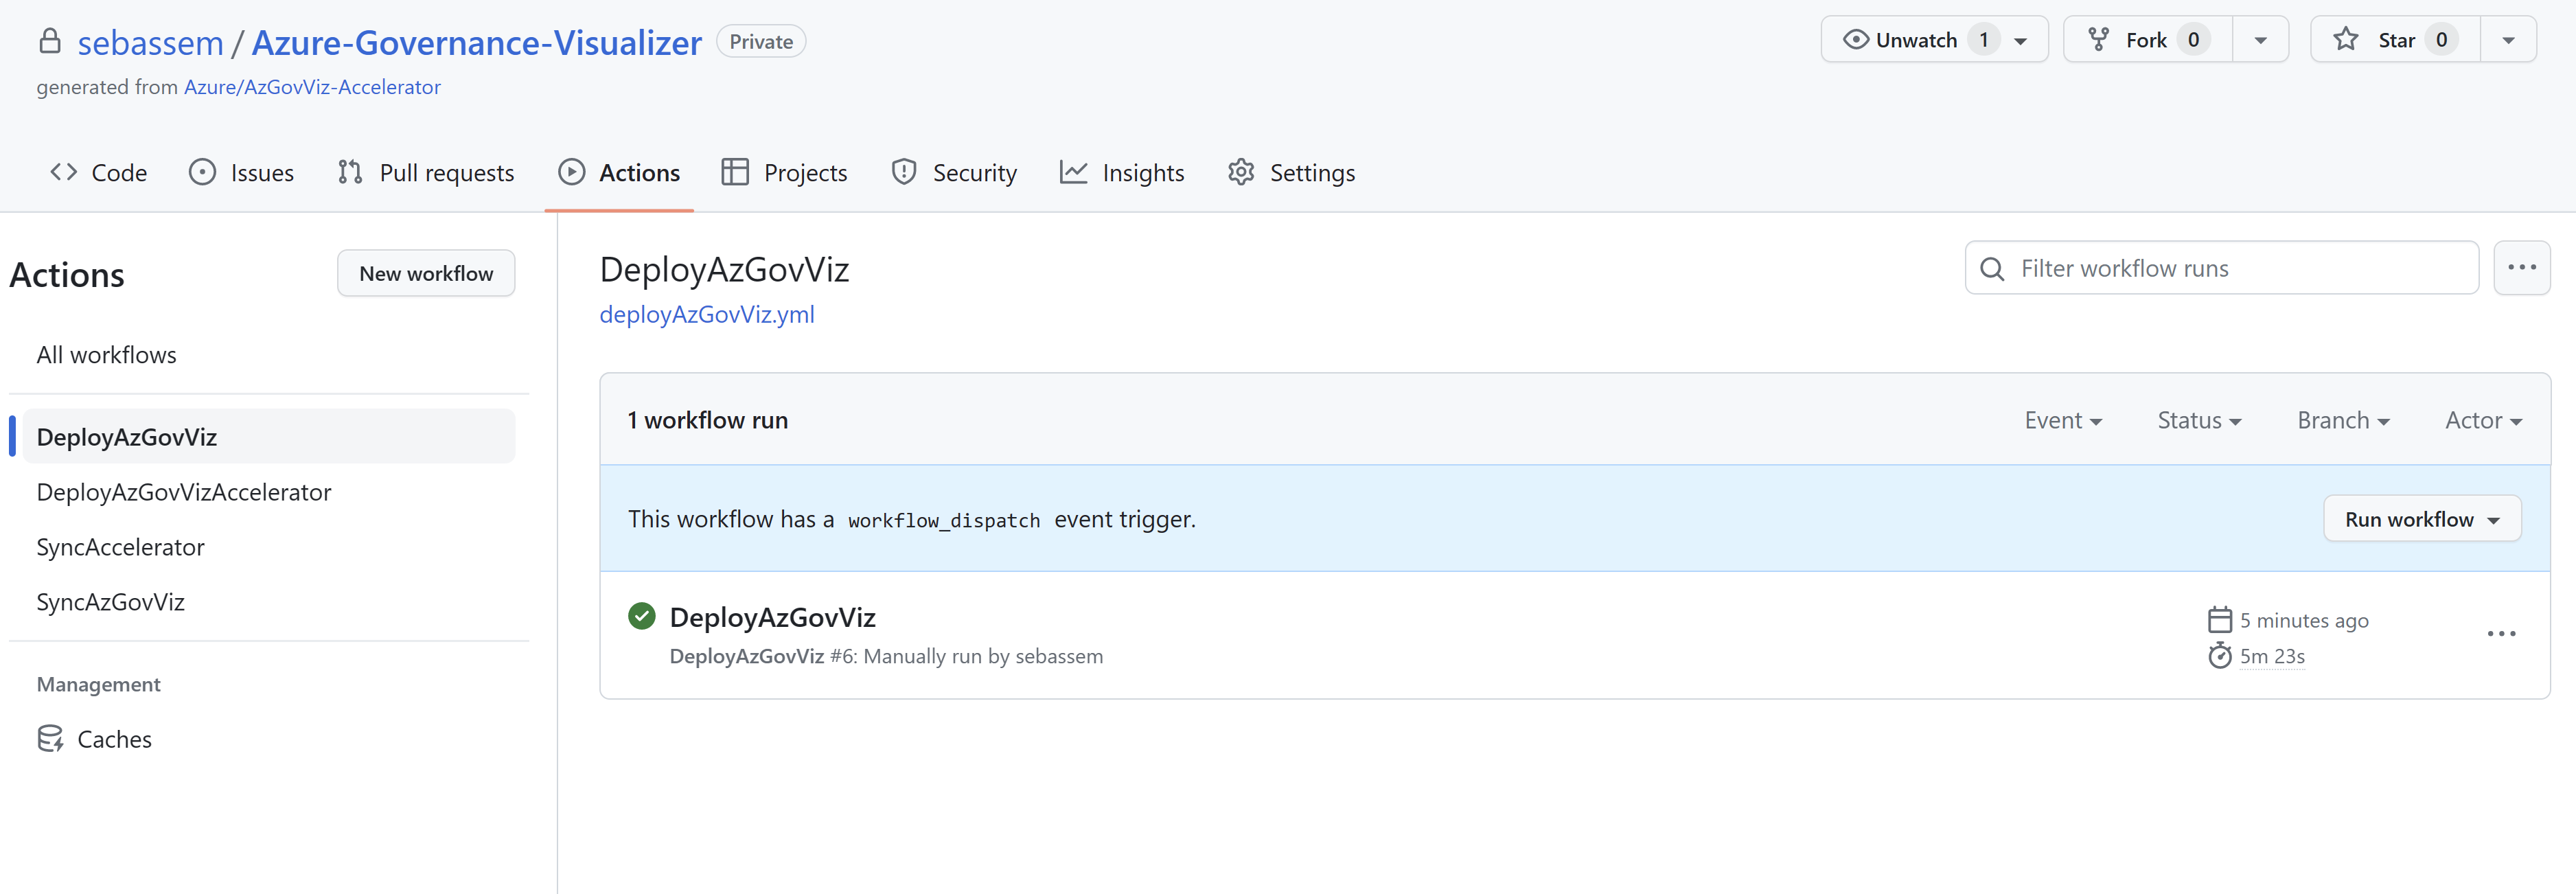 sebassem / Azure-Governance-Visualizer Private
Unwatch 1
Fork 0
Star 0
generated from Azure/AzGovViz-Accelerator
Code Issues Pull requests Actions Projects Security Insights Settings
Actions
New workflow
All workflows
DeployAzGovViz
DeployAzGovVizAccelerator
SyncAccelerator
SyncAzGovViz
Management
Caches
DeployAzGovViz
Filter workflow runs
deployAzGovViz.yml
1 workflow run
Event Status Branch Actor
This workflow has a workflow_dispatch event trigger.
Run workflow
DeployAzGovViz
DeployAzGovViz #6: Manually run by sebassem
5 minutes ago
5m 23s